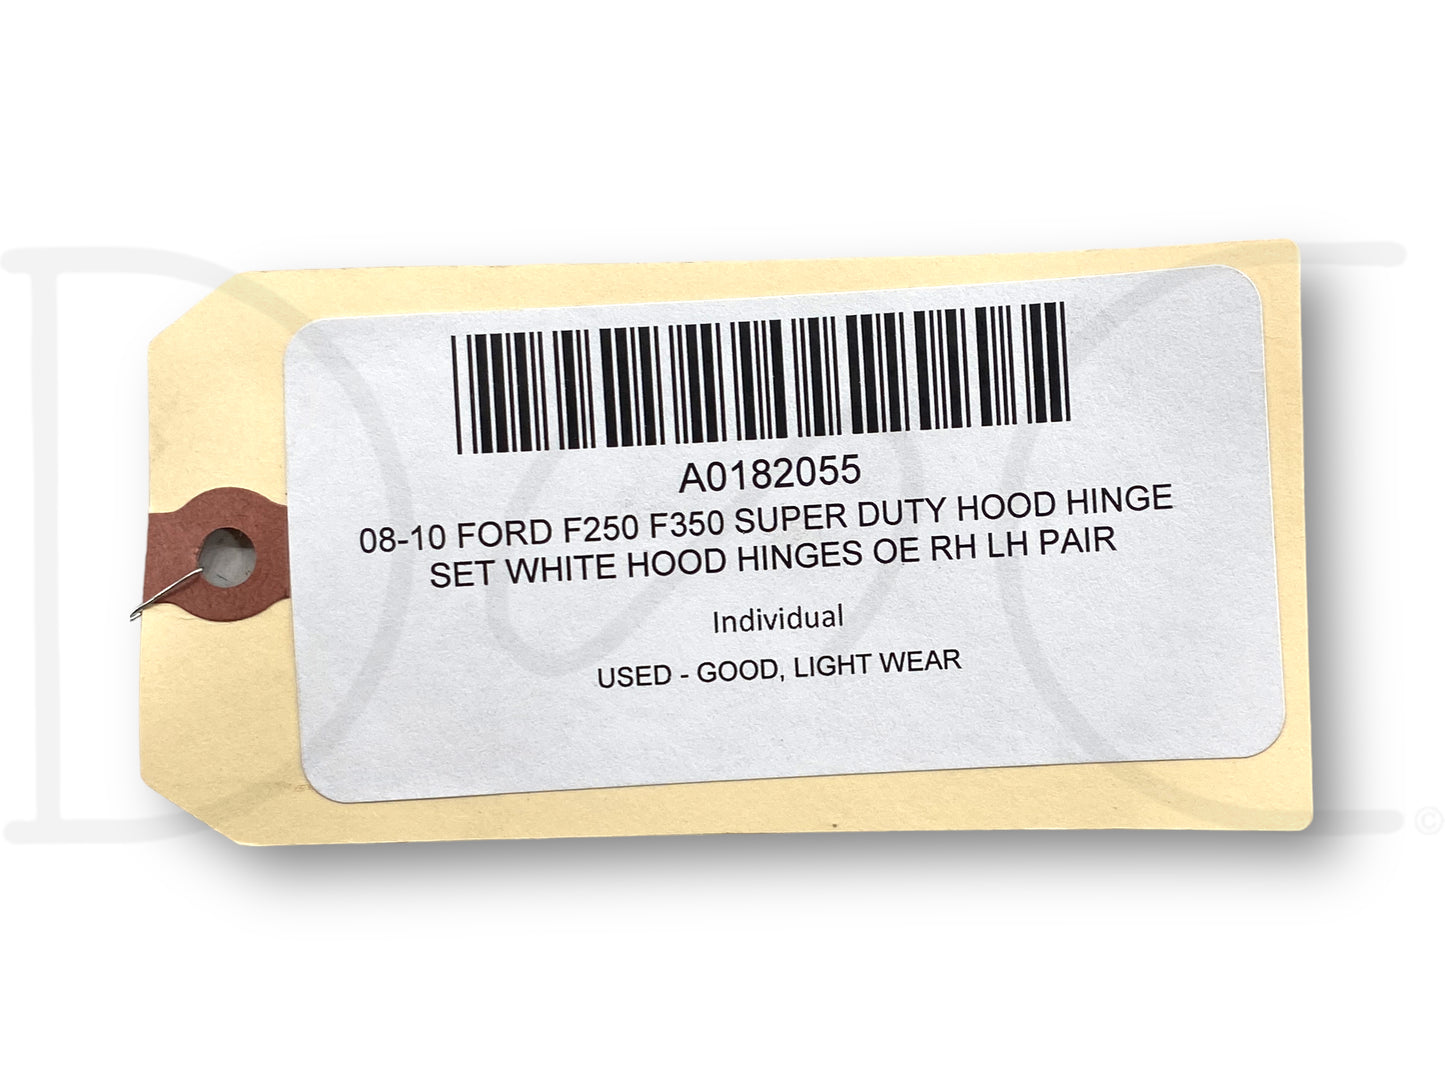 A0182055
08-10 FORD F250 F350 SUPER DUTY HOOD HINGE
SET WHITE HOOD HINGES OE RH LH PAIR
Individual
USED - GOOD, LIGHT WEAR
©